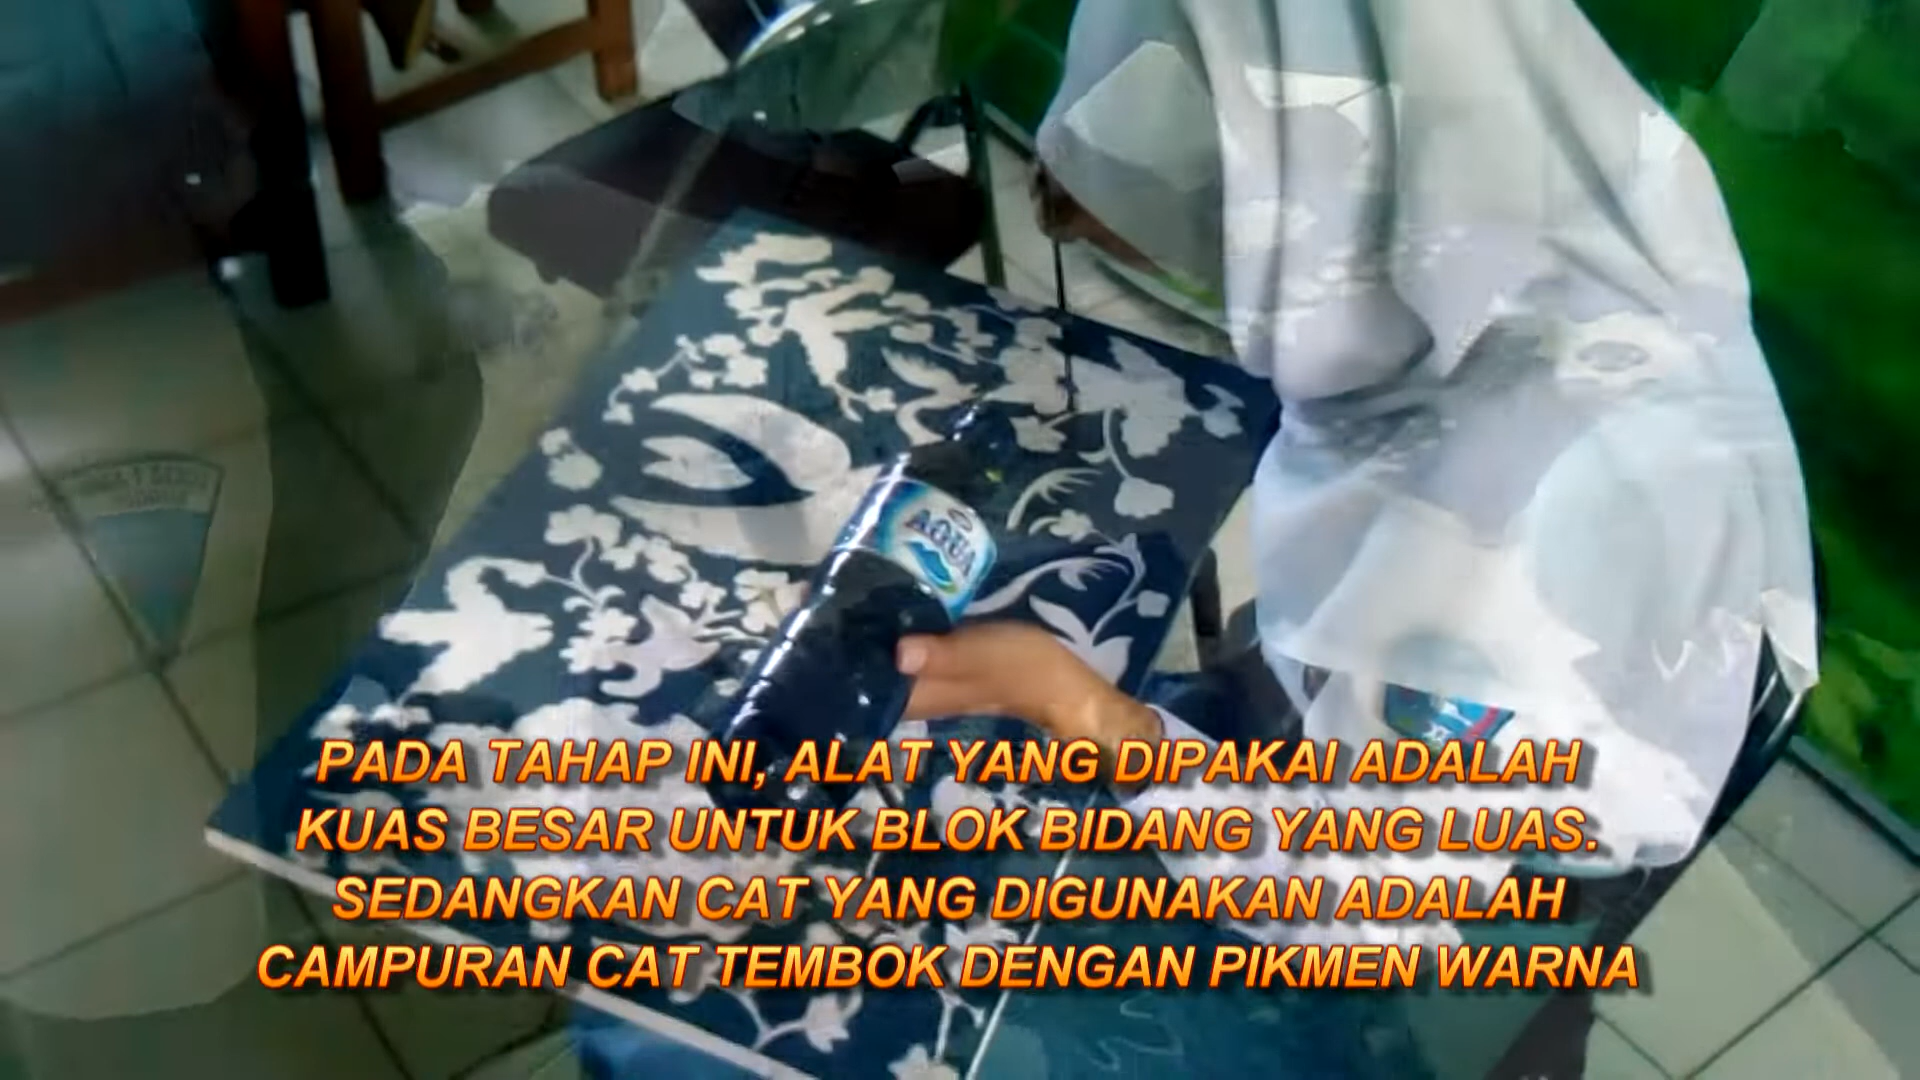 AQUA
PADA TAHAP INI, ALAT YANG DIPAKAI ADALAH
KUAS BESAR UNTUK BLOK BIDANG YANG LUAS.
SEDANGKAN CAT YANG DIGUNAKAN ADALAH
CAMPURAN CAT TEMBOK DENGAN PIKMEN WARNA